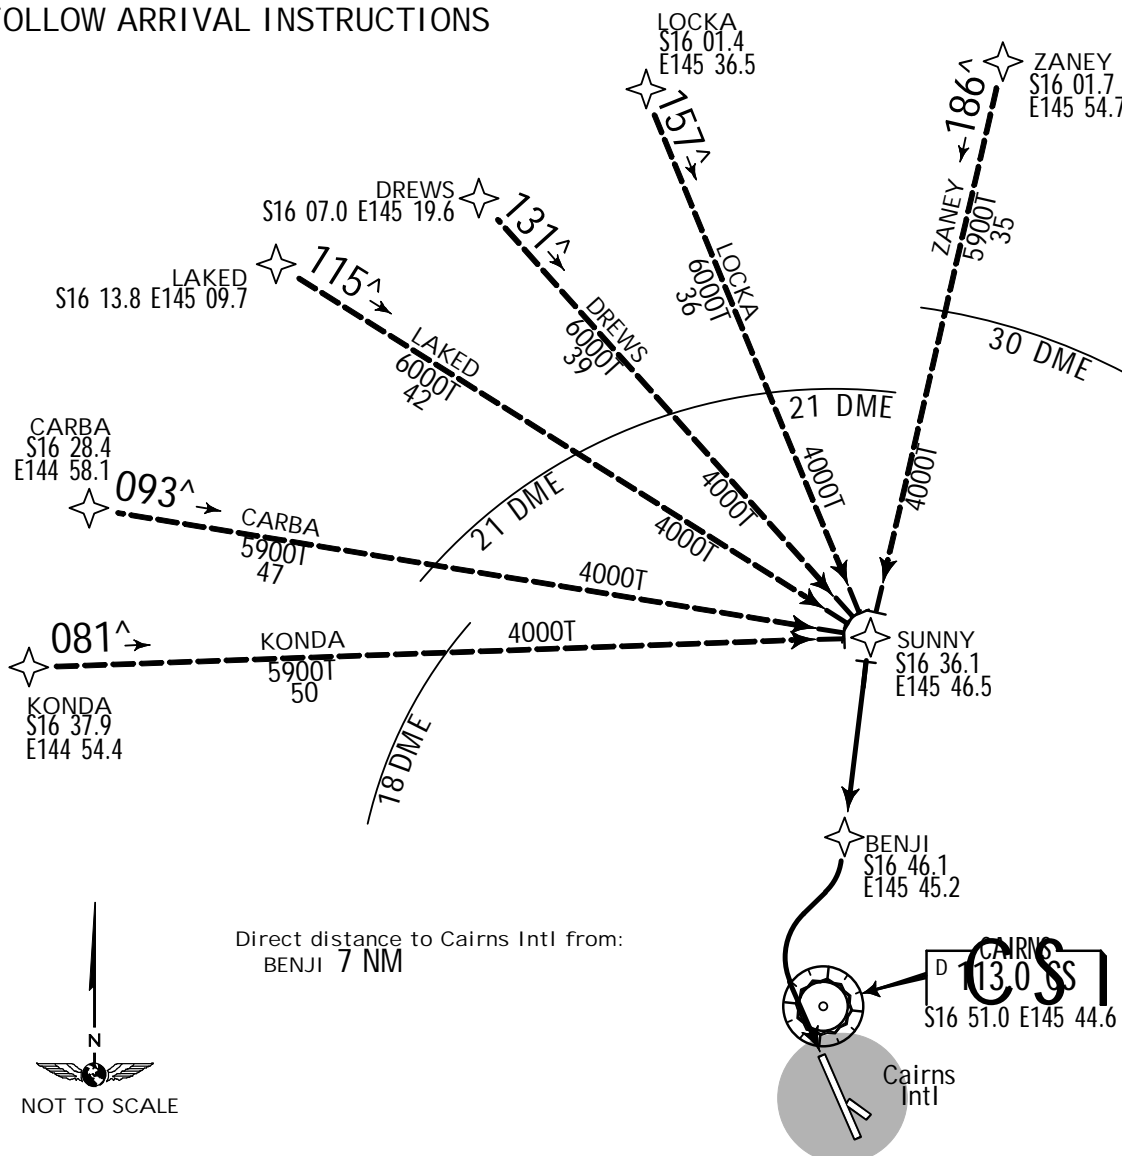 FOLLOW ARRIVAL INSTRUCTIONS
LOCKA
S16 01.4
E145 36.5
157^
ZANEY
S16 01.7
E145 54.7
186^
DREWS
S16 07.0 E145 19.6
131^
LAKED
S16 13.8 E145 09.7
115^
ZANEY
5900T
35
LOCKA
6000T
36
DREWS
6000T
39
LAKED
6000T
42
30 DME
21 DME
CARBA
S16 28.4
E144 58.1
093^
CARBA
5900T
47
21 DME
4000T
4000T
4000T
4000T
4000T
081^
KONDA
5900T
50
4000T
KONDA
S16 37.9
E144 54.4
SUNNY
S16 36.1
E145 46.5
18 DME
BENJI
S16 46.1
E145 45.2
Direct distance to Cairns Intl from:
BENJI 7 NM
CAIRNS
D 113.0 CS
S16 51.0 E145 44.6
N
NOT TO SCALE
Cairns
Intl